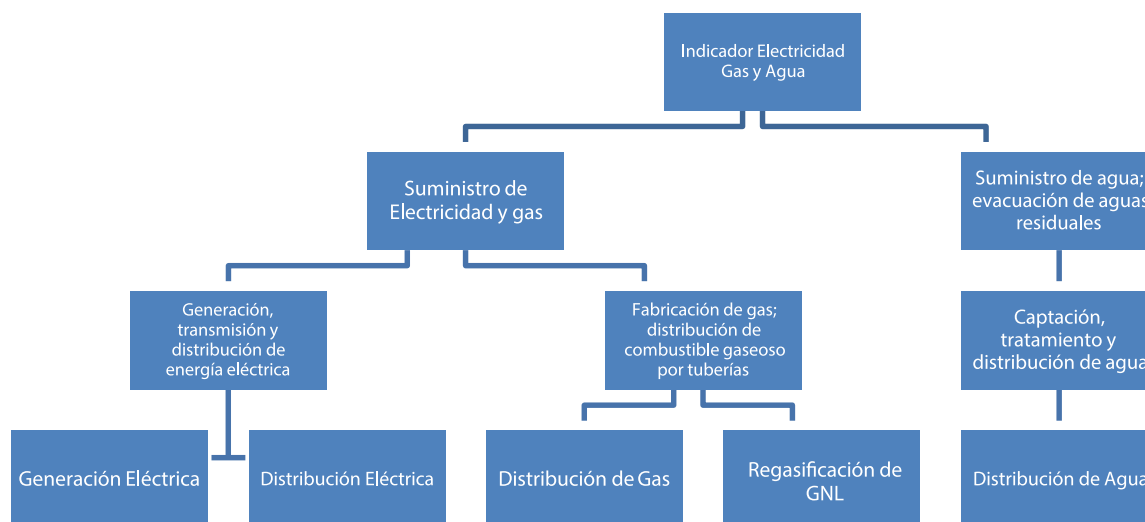 Indicador Electricidad
Gas y Agua
Suministro de
Electricidad y gas
Suministro de agua;
evacuación de aguas
residuales
Generación,
transmisión y
distribución de
energía eléctrica
Fabricación de gas;
distribución de
combustible gaseoso
por tuberías
Captación,
tratamiento y
distribución de agua
Generación Eléctrica
Distribución Eléctrica
Distribución de Gas
Regasificación de
GNL
Distribución de Agua